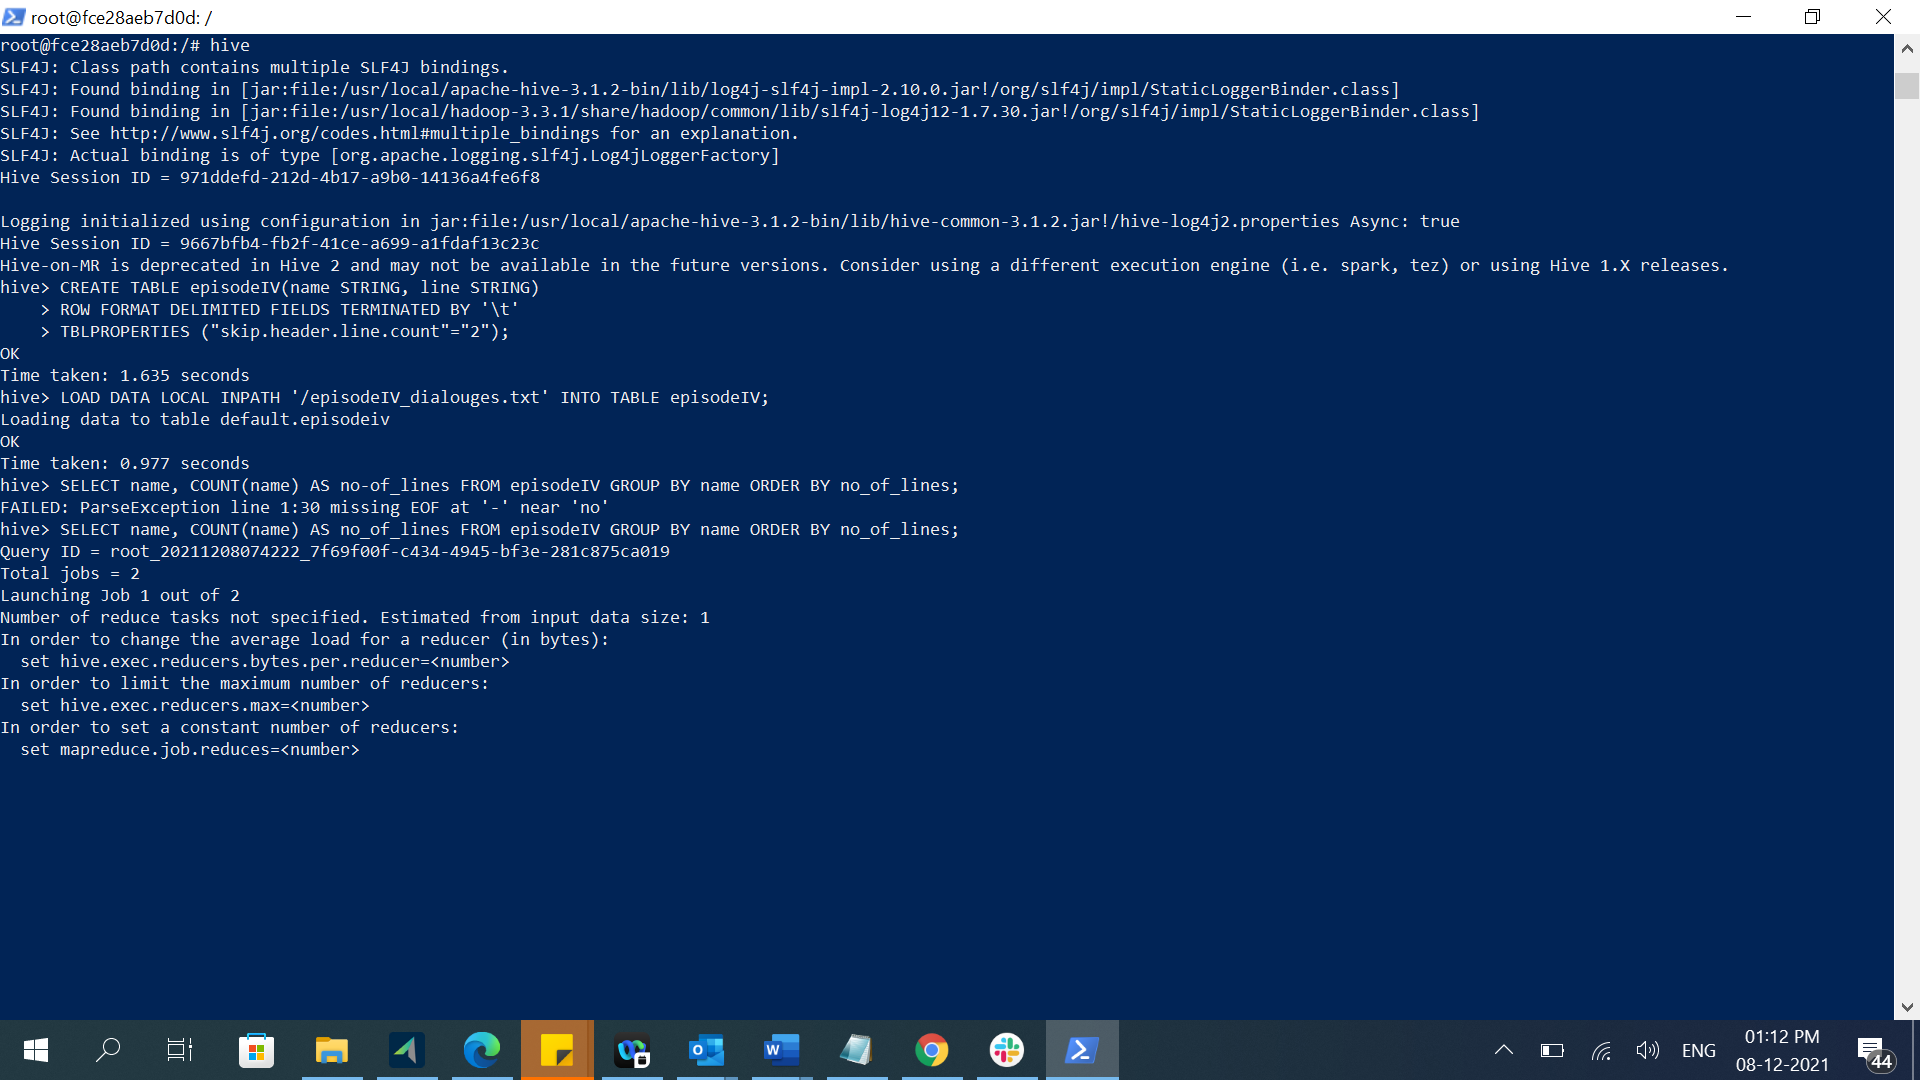 root@fce28aeb7d0d: /
root@fce28aeb7d0d:/# hive
SLF4J: Class path contains multiple SLF4J bindings.
SLF4J: Found binding in [jar:file:/usr/local/apache-hive-3.1.2-bin/lib/log4j-slf4j-impl-2.10.0.jar!/org/slf4j/impl/StaticLoggerBinder.class]
SLF4J: Found binding in [jar:file:/usr/local/hadoop-3.3.1/share/hadoop/common/lib/slf4j-log4j12-1.7.30.jar!/org/slf4j/impl/StaticLoggerBinder.class]
SLF4J: See http://www.slf4j.org/codes.html#multiple_bindings for an explanation.
SLF4J: Actual binding is of type [org.apache.logging.slf4j.Log4jLoggerFactory]
Hive Session ID = 971ddefd-212d-4b17-a9b0-14136a4fe6f8
Logging initialized using configuration in jar:file:/usr/local/apache-hive-3.1.2-bin/lib/hive-common-3.1.2.jar!/hive-log4j2.properties Async: true
Hive Session ID = 9667bfb4-fb2f-41ce-a699-a1fdaf13c23c
Hive-on-MR is deprecated in Hive 2 and may not be available in the future versions. Consider using a different execution engine (i.e. spark, tez) or using Hive 1.X releases.
hive> CREATE TABLE episodeIV(name STRING, line STRING)
    > ROW FORMAT DELIMITED FIELDS TERMINATED BY '\t'
    > TBLPROPERTIES ("skip.header.line.count"="2");
OK
Time taken: 1.635 seconds
hive> LOAD DATA LOCAL INPATH '/episodeIV_dialouges.txt' INTO TABLE episodeIV;
Loading data to table default.episodeiv
OK
Time taken: 0.977 seconds
hive> SELECT name, COUNT(name) AS no-of_lines FROM episodeIV GROUP BY name ORDER BY no_of_lines;
FAILED: ParseException line 1:30 missing EOF at '-' near 'no'
hive> SELECT name, COUNT(name) AS no_of_lines FROM episodeIV GROUP BY name ORDER BY no_of_lines;
Query ID = root_20211208074222_7f69f00f-c434-4945-bf3e-281c875ca019
Total jobs = 2
Launching Job 1 out of 2
Number of reduce tasks not specified. Estimated from input data size: 1
In order to change the average load for a reducer (in bytes):
  set hive.exec.reducers.bytes.per.reducer=<number>
In order to limit the maximum number of reducers:
  set hive.exec.reducers.max=<number>
In order to set a constant number of reducers:
  set mapreduce.job.reduces=<number>
ENG
01:12 PM
08-12-2021
44